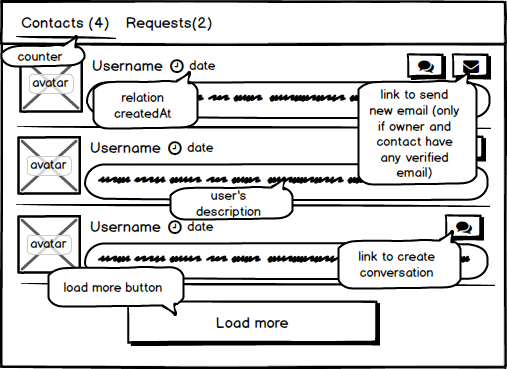 Contacts (4) Requests(2)
counter
avatar
Username date
relation
createdAt
link to send
new email (only
if owner and
contact have
any verified
email)
avatar
Username date
user's
description
avatar
Username date
link to create
conversation
load more button
Load more